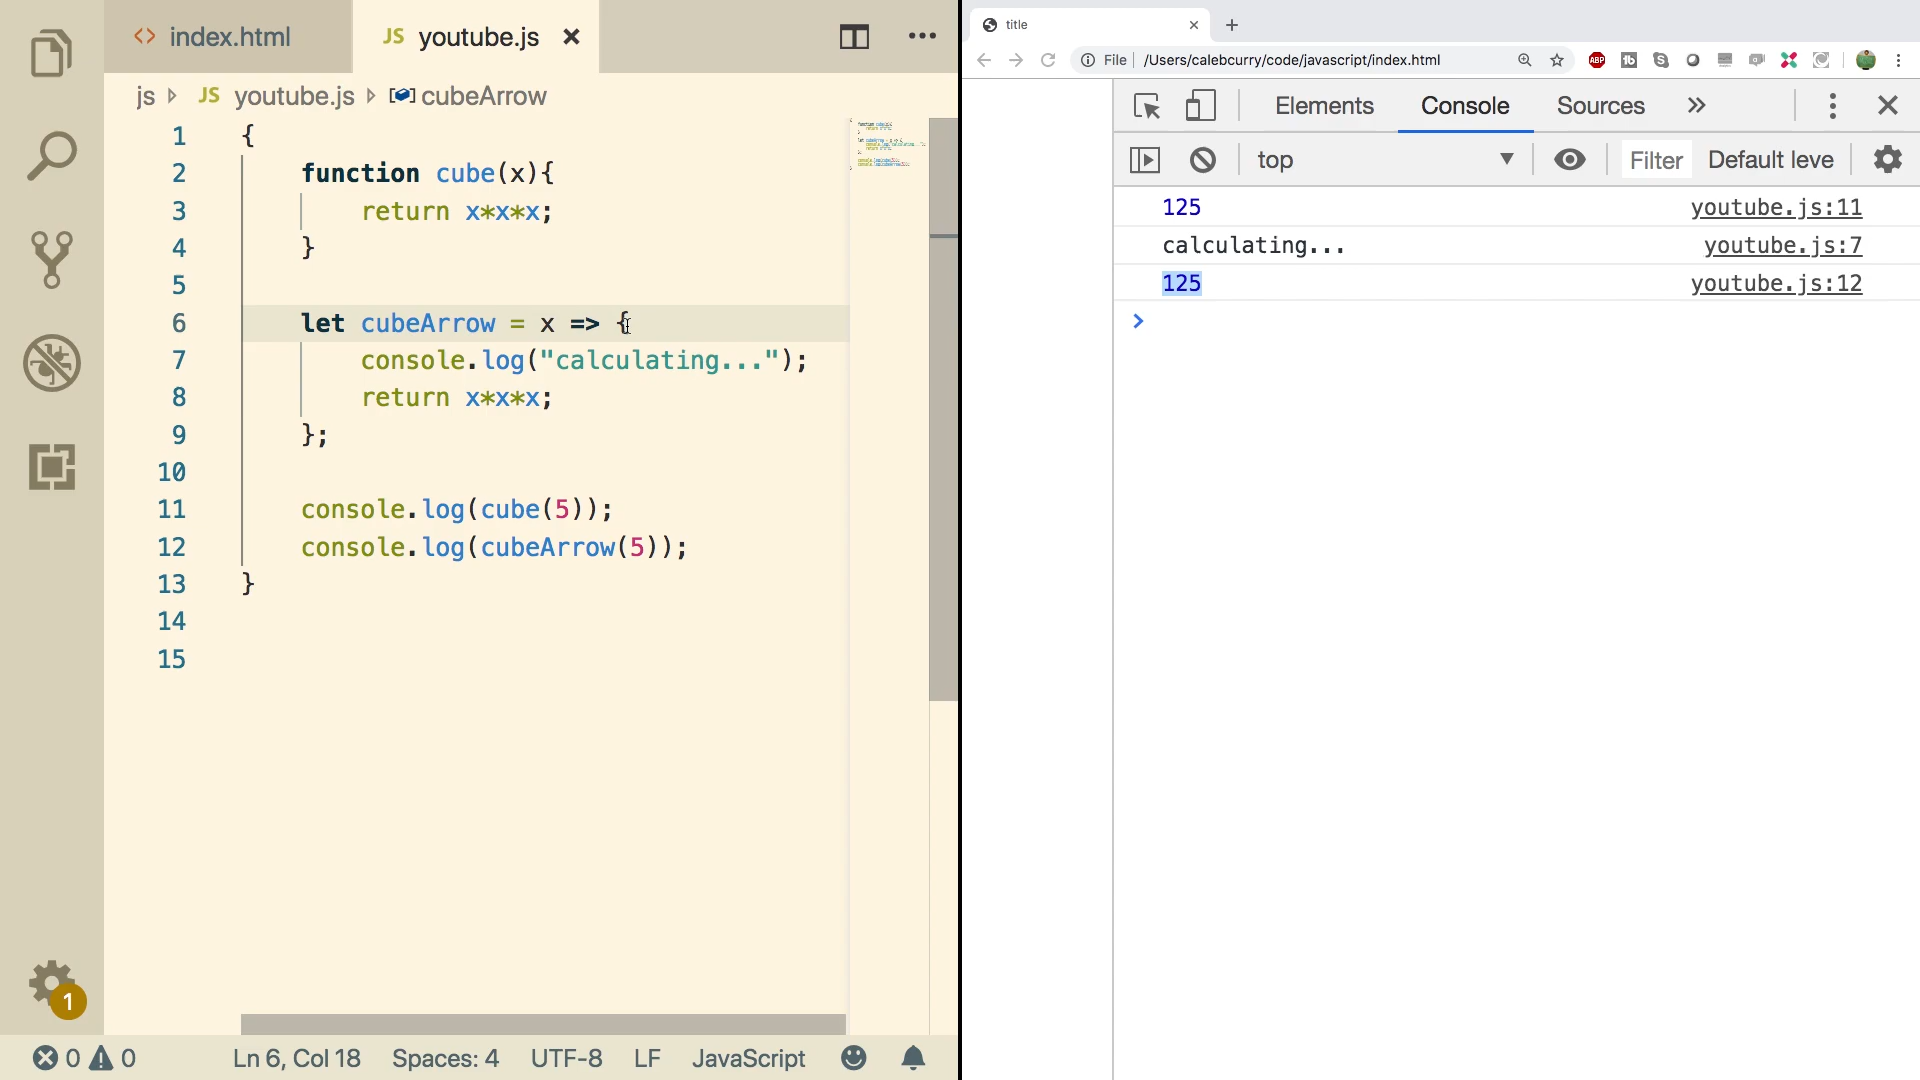 index.html
JS youtube.js
js JS youtube.js cubeArrow
1 {
2 function cube(x){
3 return x*x*x;
4 }
5
6 let cubeArrow = x => {
7 console.log("calculating...");
8 return x*x*x;
9 };
10
11 console.log(cube(5));
12 console.log(cubeArrow(5));
13 }
14
15
1
0 0 Ln 6, Col 18 Spaces: 4 UTF-8 LF JavaScript
title
File /Users/calebcurry/code/javascript/index.html ABP
Elements Console Sources
top Filter Default leve
125 youtube.js:11
calculating... youtube.js:7
125 youtube.js:12